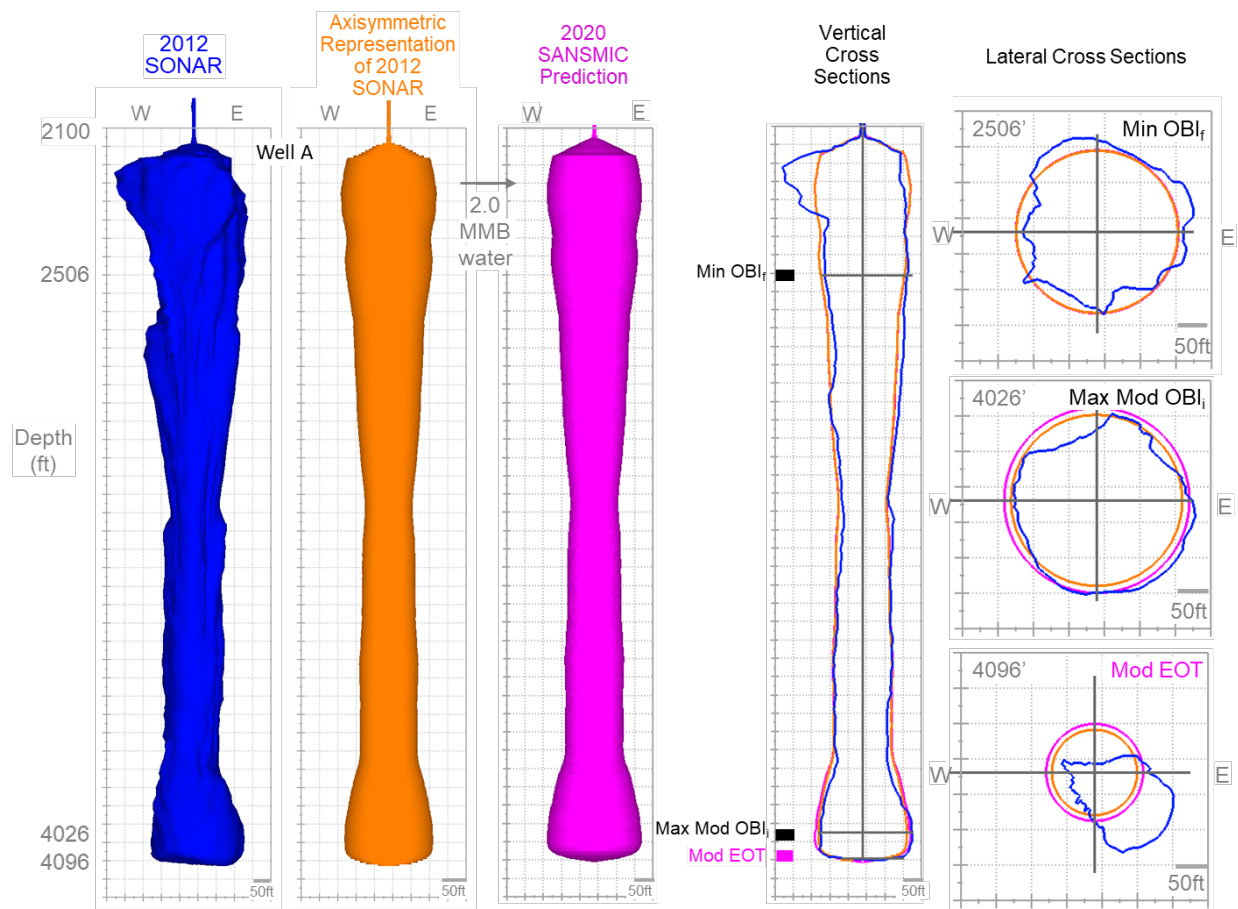 2012
SONAR
Axisymmetric
Representation
of 2012
SONAR
2020
SANSMIC
Prediction
Vertical
Cross
Sections
Lateral Cross Sections
W E
W E
W E
2100
2506
Depth
(ft)
4026
4096
Well A
2.0
MMB
water
50ft
50ft
50ft
Min OBIf
Max Mod OBIi
Mod EOT
50ft
2506' Min OBIf
W E
50ft
4026' Max Mod OBIi
W E
50ft
4096' Mod EOT
W E
50ft